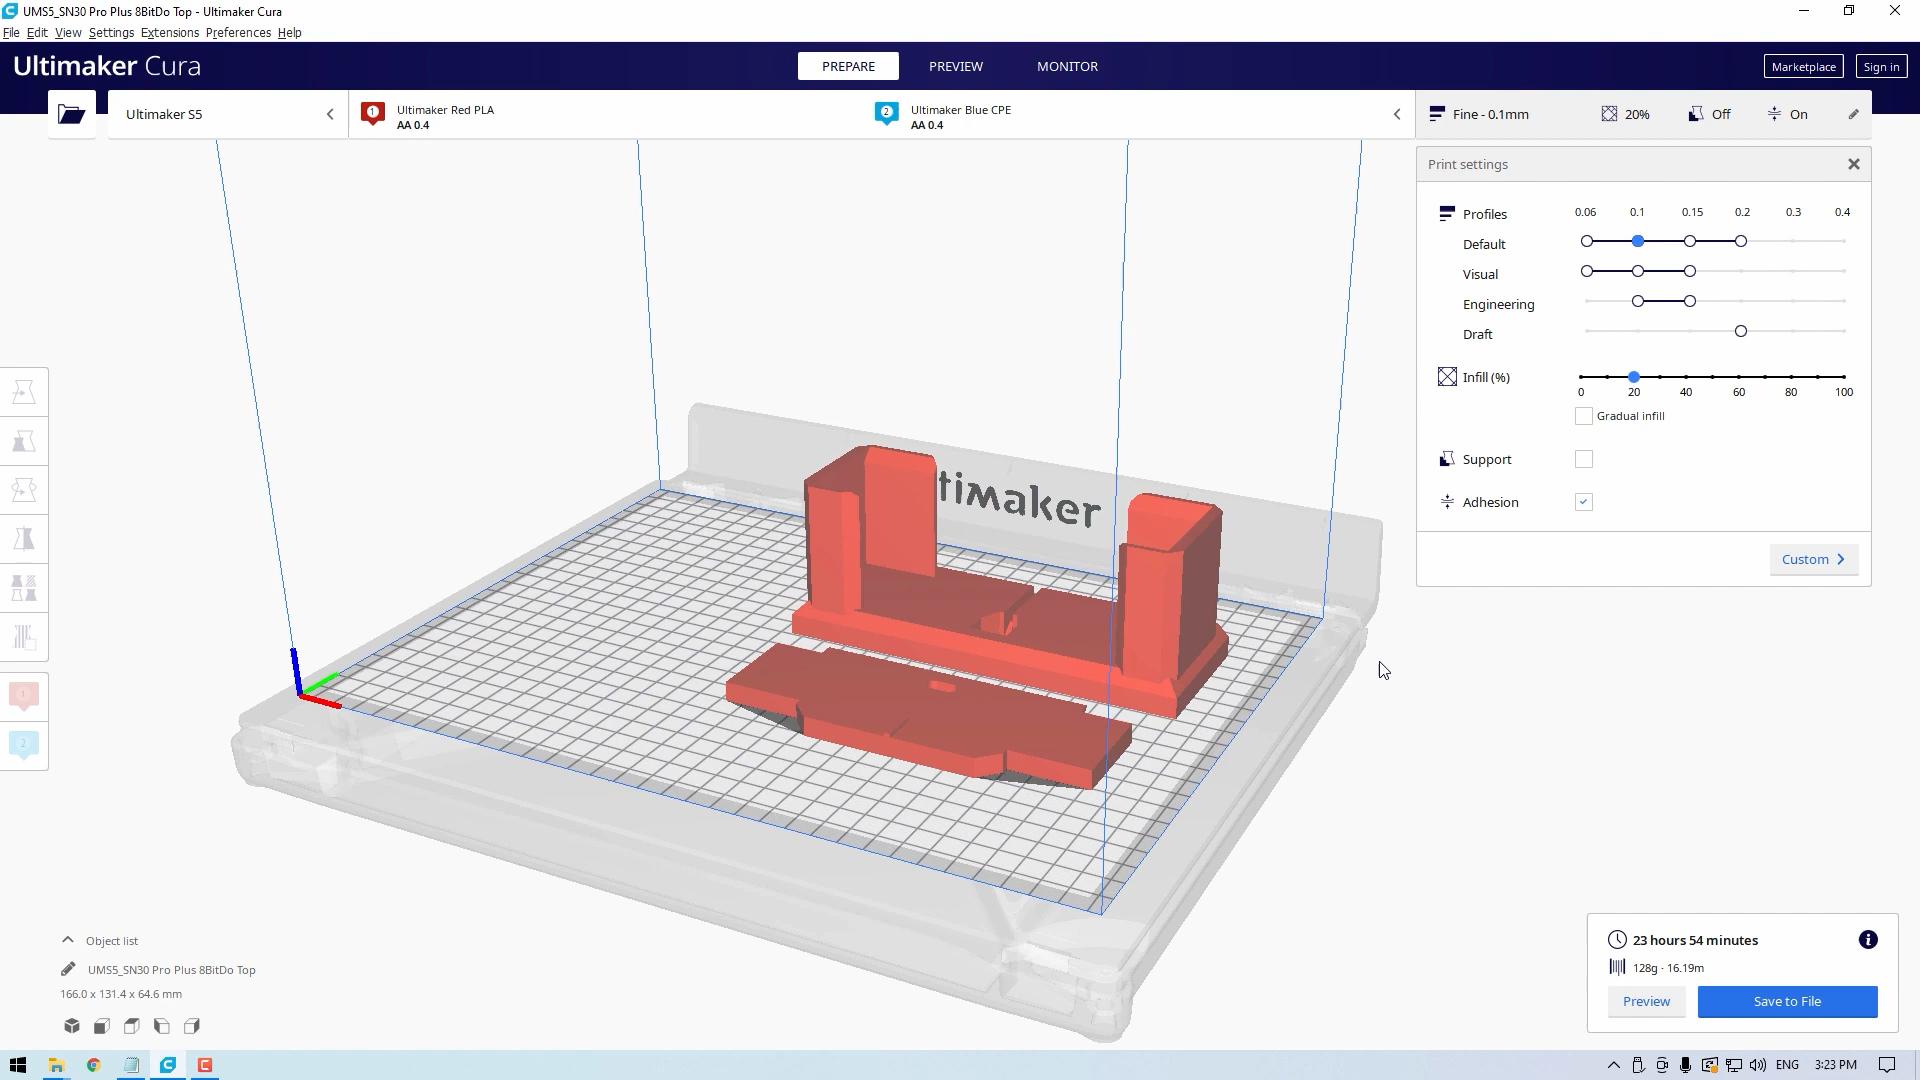 UMS5_SN30 Pro Plus 8BitDo Top - Ultimaker Cura
File Edit View Settings Extensions Preferences Help
Ultimaker Cura
PREPARE
PREVIEW
MONITOR
Marketplace
Sign in
Ultimaker S5
1
Ultimaker Red PLA
AA 0.4
2
Ultimaker Blue CPE
AA 0.4
Fine - 0.1mm
20%
Off
On
Print settings
Profiles
0.06 0.1 0.15 0.2 0.3 0.4
Default
Visual
Engineering
Draft
Infill (%)
0 20 40 60 80 100
Gradual infill
Support
Adhesion
Custom
timaker
1
2
Object list
UMS5_SN30 Pro Plus 8BitDo Top
166.0 x 131.4 x 64.6 mm
23 hours 54 minutes
128g · 16.19m
Preview
Save to File
ENG
3:23 PM